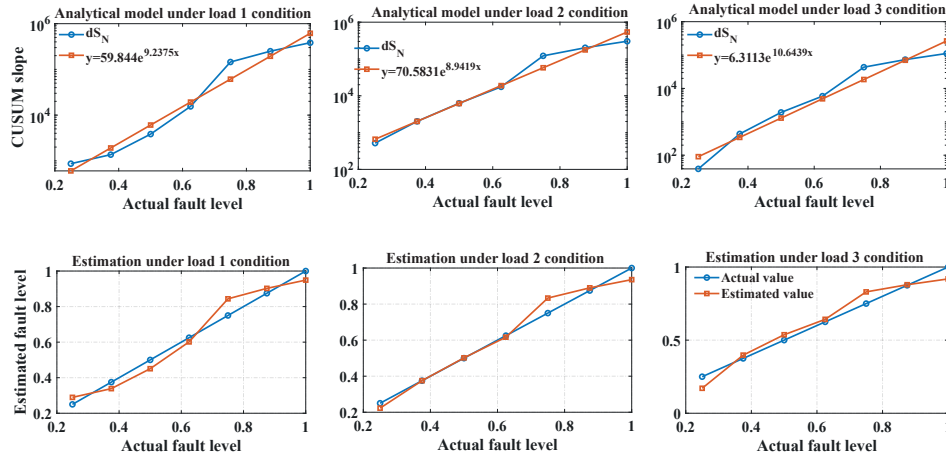 Analytical model under load 1 condition
10^6
10^4
CUSUM slope
dS_N
y=59.844e^9.2375x
0.2 0.4 0.6 0.8 1
Actual fault level
Analytical model under load 2 condition
10^6
10^4
10^2
dS_N
y=70.5831e^8.9419x
0.2 0.4 0.6 0.8 1
Actual fault level
Analytical model under load 3 condition
10^6
10^4
10^2
dS_N
y=6.3113e^10.6439x
0.2 0.4 0.6 0.8 1
Actual fault level
Estimation under load 1 condition
1
0.8
0.6
0.4
0.2
Estimated fault level
0.2 0.4 0.6 0.8 1
Actual fault level
Estimation under load 2 condition
1
0.8
0.6
0.4
0.2
0.2 0.4 0.6 0.8 1
Actual fault level
Estimation under load 3 condition
1
0.5
0
Actual value
Estimated value
0.2 0.4 0.6 0.8 1
Actual fault level